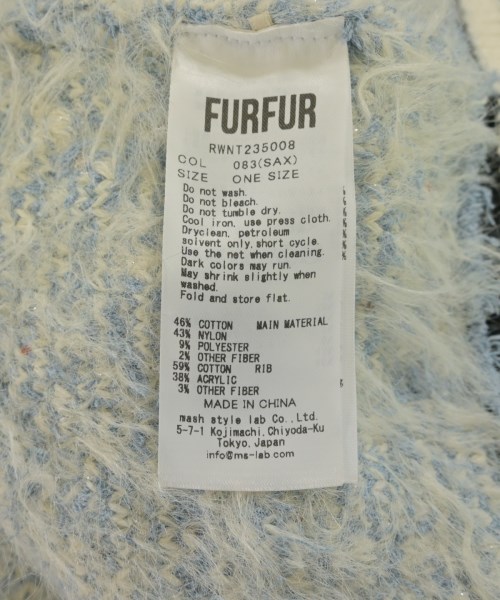 FURFUR
RWNT235008
COL 083(SAX)
SIZE ONE SIZE
Do not wash.
Do not bleach.
Do not tumble dry.
Cool iron, use press cloth.
Dryclean, petroleum
solvent only, short cycle.
Use the net when cleaning.
Dark colors may run.
May shrink slightly when
washed.
Fold and store flat.
46% COTTON MAIN MATERIAL
43% NYLON
9% POLYESTER
2% OTHER FIBER
59% COTTON RIB
38% ACRYLIC
3% OTHER FIBER
MADE IN CHINA
mash style lab Co., Ltd.
5-7-1 Kojimachi, Chiyoda-Ku
Tokyo, Japan
info@ms-lab.com